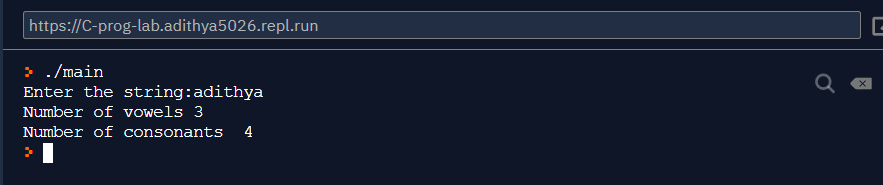 https://C-prog-lab.adithya5026.repl.run
> ./main
Enter the string:adithya
Number of vowels 3
Number of consonants  4
>